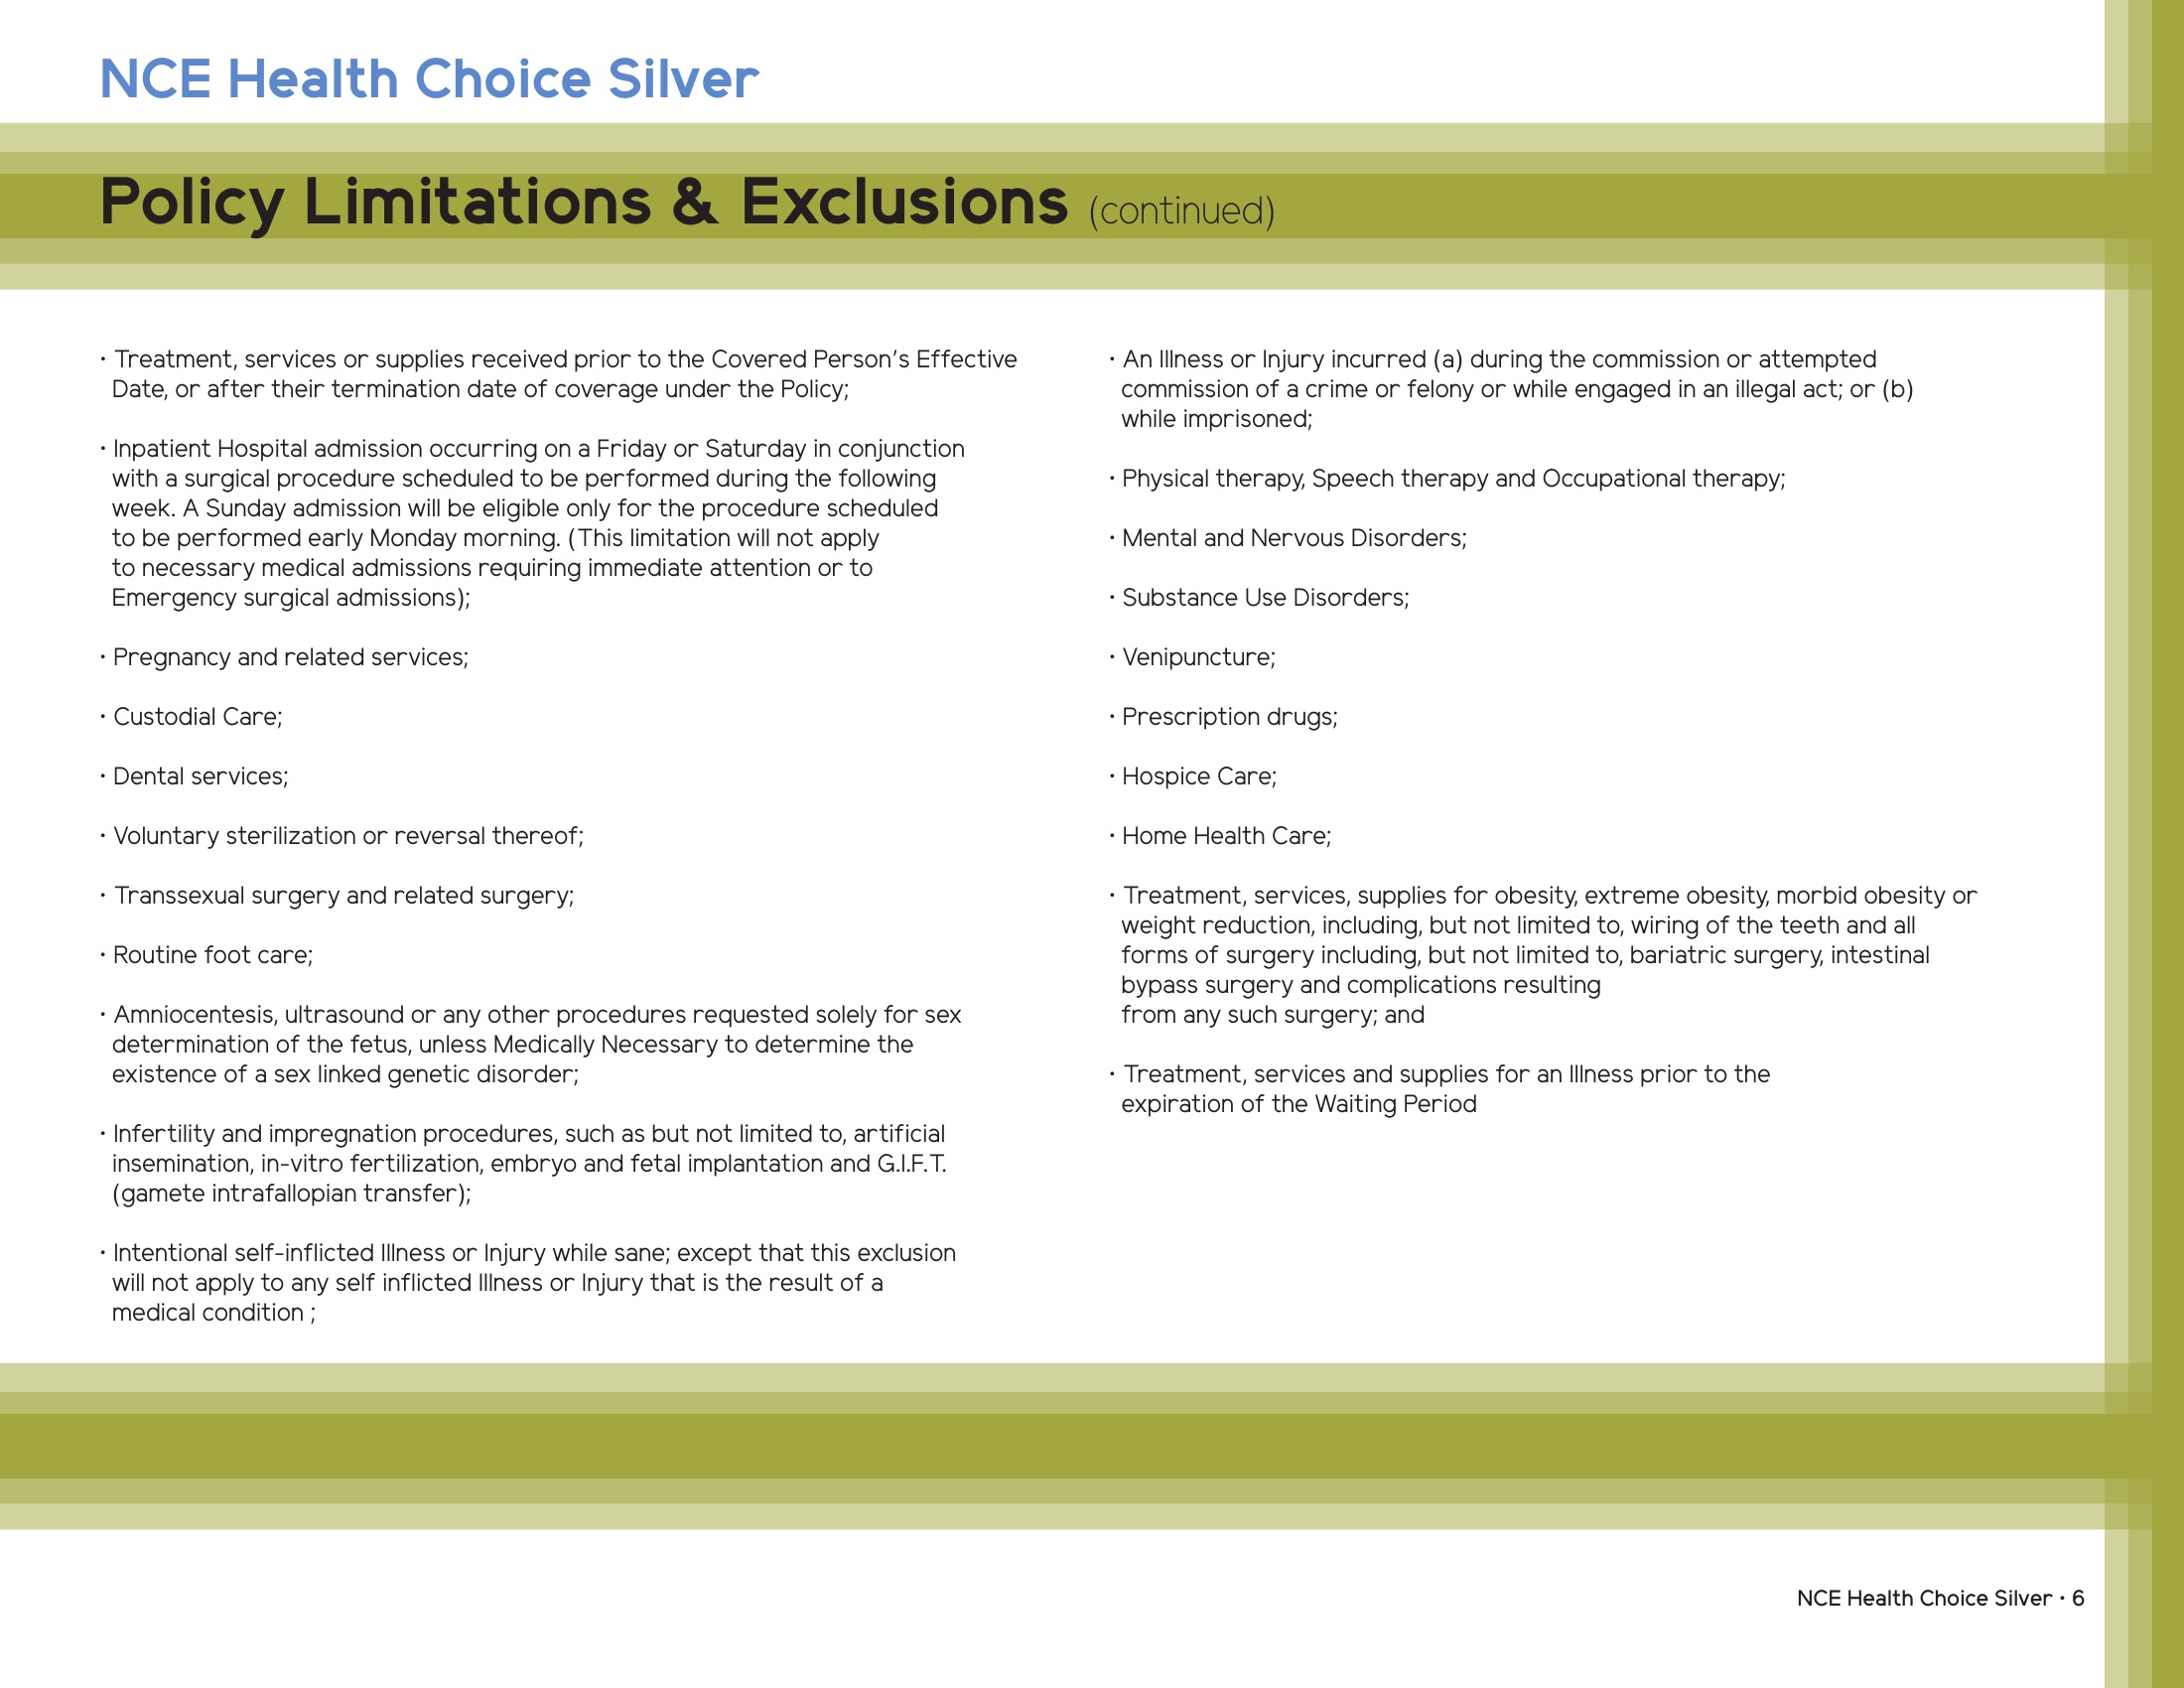 NCE Health Choice Silver
Policy Limitations & Exclusions (continued)
• Treatment, services or supplies received prior to the Covered Person's Effective
Date, or after their termination date of coverage under the Policy;
• Inpatient Hospital admission occurring on a Friday or Saturday in conjunction
with a surgical procedure scheduled to be performed during the following
week. A Sunday admission will be eligible only for the procedure scheduled
to be performed early Monday morning. (This limitation will not apply
to necessary medical admissions requiring immediate attention or to
Emergency surgical admissions);
• Pregnancy and related services;
• Custodial Care;
• Dental services;
• Voluntary sterilization or reversal thereof;
• Transsexual surgery and related surgery;
• Routine foot care;
• Amniocentesis, ultrasound or any other procedures requested solely for sex
determination of the fetus, unless Medically Necessary to determine the
existence of a sex linked genetic disorder;
• Infertility and impregnation procedures, such as but not limited to, artificial
insemination, in-vitro fertilization, embryo and fetal implantation and G.I.F.T.
(gamete intrafallopian transfer);
• Intentional self-inflicted Illness or Injury while sane; except that this exclusion
will not apply to any self inflicted Illness or Injury that is the result of a
medical condition ;
• An Illness or Injury incurred (a) during the commission or attempted
commission of a crime or felony or while engaged in an illegal act; or (b)
while imprisoned;
• Physical therapy, Speech therapy and Occupational therapy;
• Mental and Nervous Disorders;
• Substance Use Disorders;
• Venipuncture;
• Prescription drugs;
• Hospice Care;
• Home Health Care;
• Treatment, services, supplies for obesity, extreme obesity, morbid obesity or
weight reduction, including, but not limited to, wiring of the teeth and all
forms of surgery including, but not limited to, bariatric surgery, intestinal
bypass surgery and complications resulting
from any such surgery; and
• Treatment, services and supplies for an Illness prior to the
expiration of the Waiting Period
NCE Health Choice Silver • 6